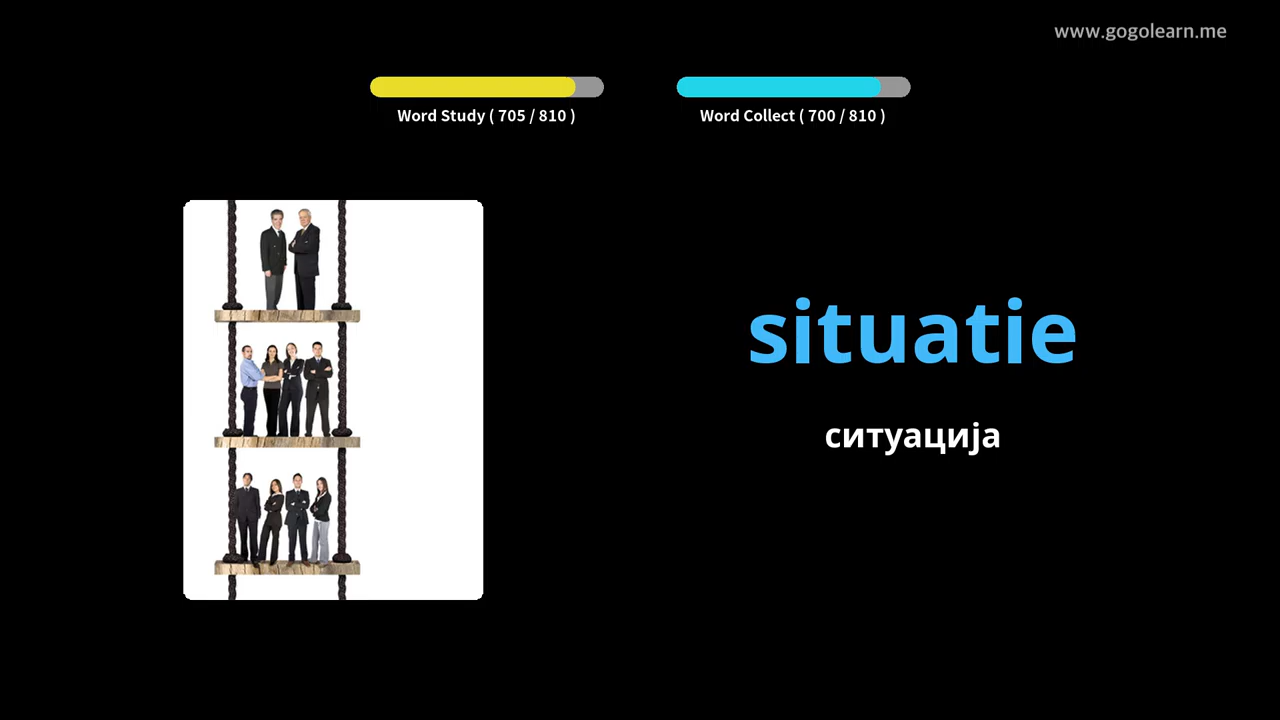 www.gogolearn.me
Word Study ( 705 / 810 )
Word Collect ( 700 / 810 )
situatie
ситуација